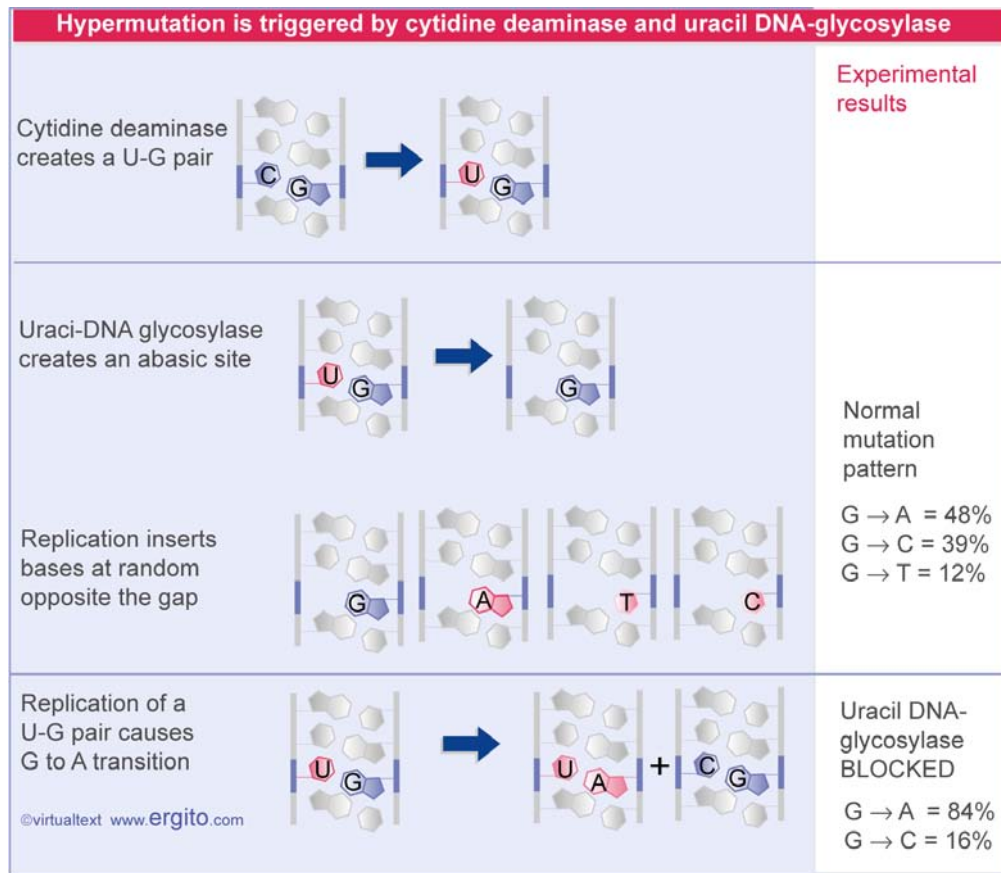 Hypermutation is triggered by cytidine deaminase and uracil DNA-glycosylase
Experimental
results
Cytidine deaminase
creates a U-G pair
C
G
U
G
Uraci-DNA glycosylase
creates an abasic site
U
G
G
Normal
mutation
pattern
G → A = 48%
G → C = 39%
G → T = 12%
Replication inserts
bases at random
opposite the gap
G
A
T
C
Replication of a
U-G pair causes
G to A transition
U
G
U
A
+
C
G
Uracil DNA-
glycosylase
BLOCKED
G → A = 84%
G → C = 16%
©virtualtext www.ergito.com